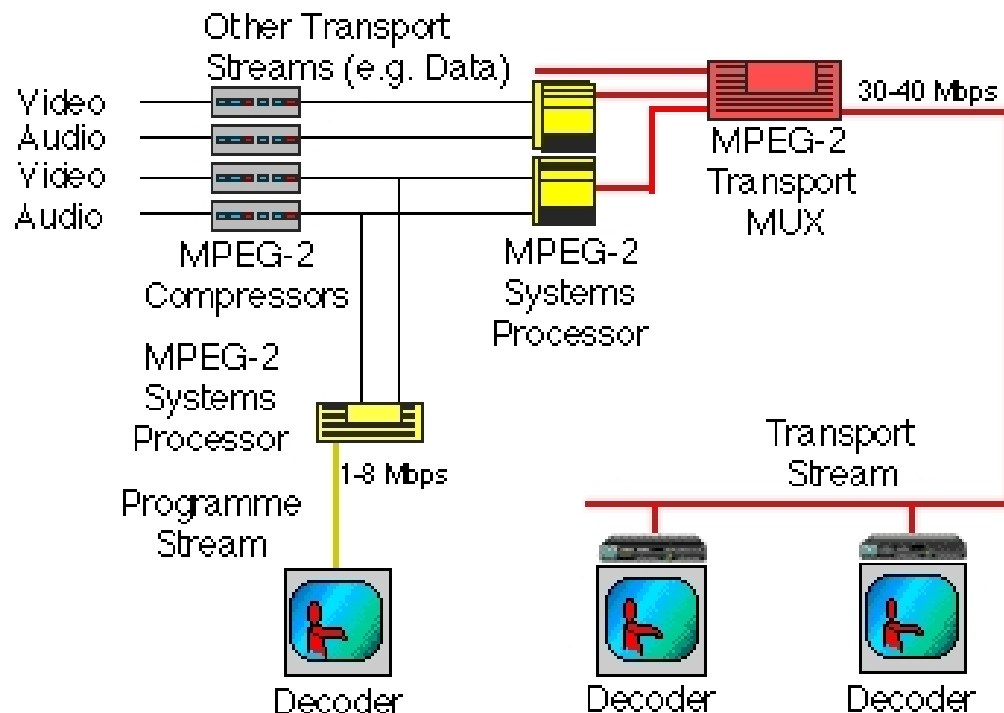 Other Transport
Streams (e.g. Data)
Video
Audio
Video
Audio
30-40 Mbps
MPEG-2
Transport
MUX
MPEG-2
Compressors
MPEG-2
Systems
Processor
MPEG-2
Systems
Processor
1-8 Mbps
Programme
Stream
Transport
Stream
Decoder
Decoder
Decoder